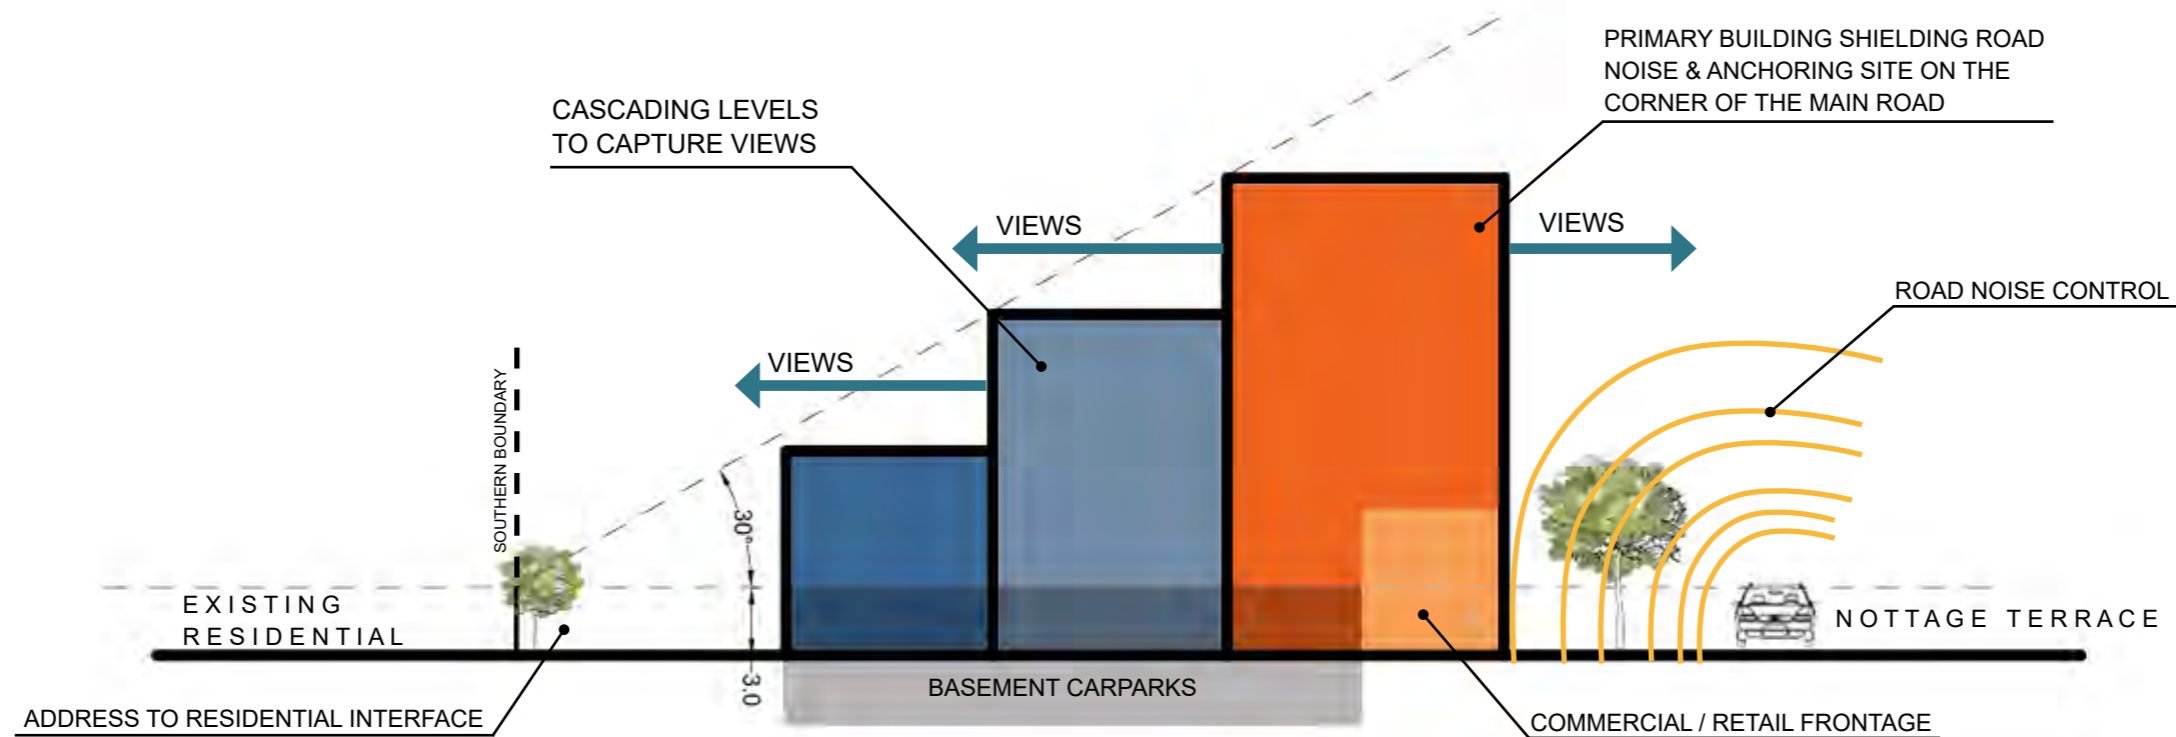 PRIMARY BUILDING SHIELDING ROAD
NOISE & ANCHORING SITE ON THE
CORNER OF THE MAIN ROAD
CASCADING LEVELS
TO CAPTURE VIEWS
VIEWS
VIEWS
ROAD NOISE CONTROL
VIEWS
SOUTHERN BOUNDARY
30°
EXISTING
RESIDENTIAL
NOTTAGE TERRACE
3.0
BASEMENT CARPARKS
ADDRESS TO RESIDENTIAL INTERFACE
COMMERCIAL / RETAIL FRONTAGE